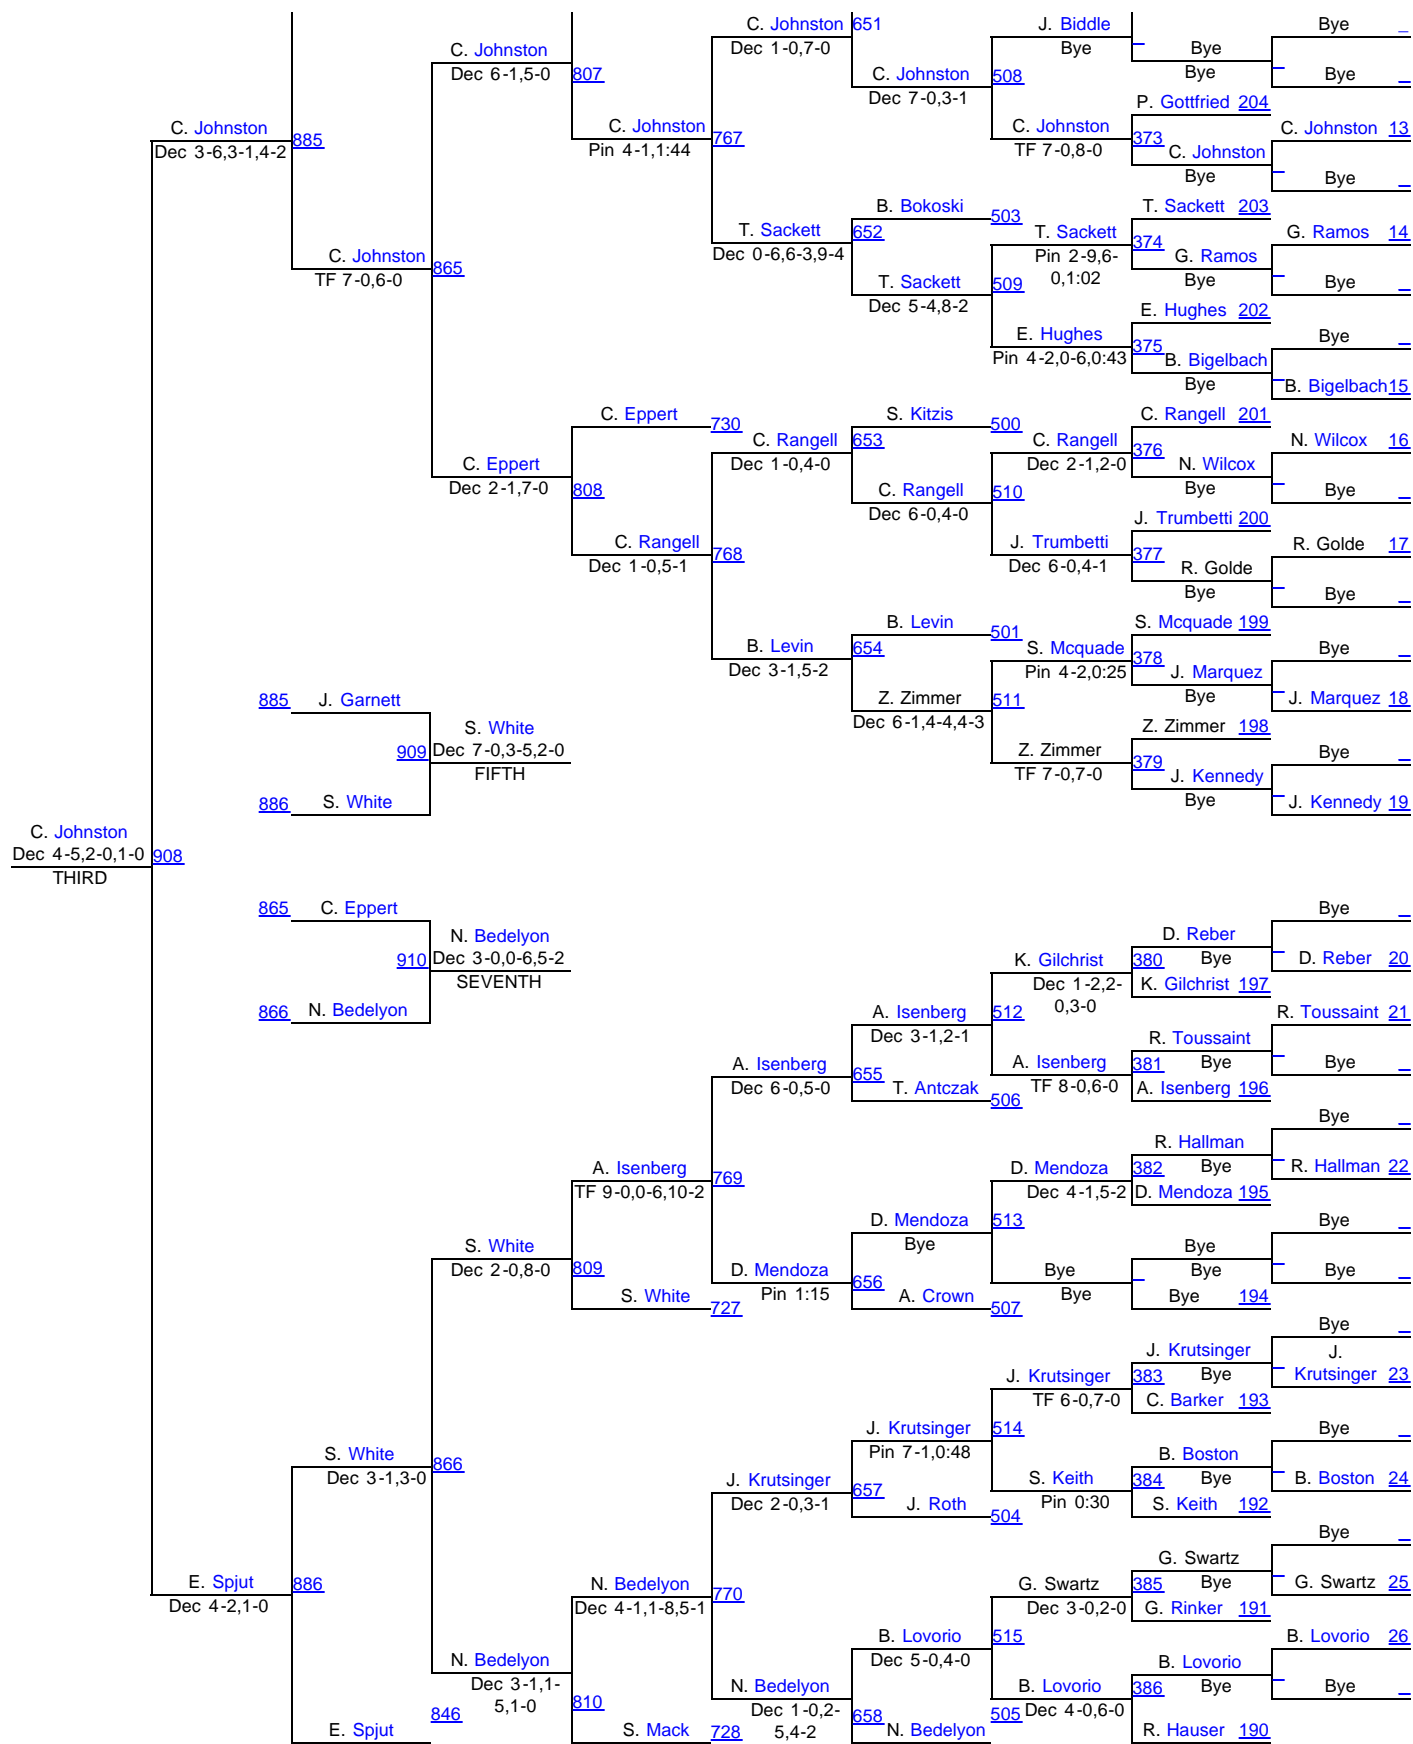 C. Johnston 651
Dec 1-0,7-0
J. Biddle
Bye
Bye
Bye
Bye
Bye
C. Johnston
Dec 6-1,5-0
807
C. Johnston
Dec 7-0,3-1
508
P. Gottfried 204
C. Johnston
Dec 3-6,3-1,4-2
885
C. Johnston
Pin 4-1,1:44
767
C. Johnston
TF 7-0,8-0
373
C. Johnston
Bye
C. Johnston 13
Bye
B. Bokoski 503
T. Sackett 203
T. Sackett
Dec 0-6,6-3,9-4
652
T. Sackett
Pin 2-9,6-
0,1:02
374
G. Ramos
Bye
G. Ramos 14
Bye
C. Johnston
TF 7-0,6-0
865
T. Sackett
Dec 5-4,8-2
509
E. Hughes 202
E. Hughes
Pin 4-2,0-6,0:43
375
B. Bigelbach
Bye
Bye
B. Bigelbach 15
C. Eppert 730
S. Kitzis 500
C. Rangell 201
C. Rangell
Dec 1-0,4-0
653
C. Rangell
Dec 2-1,2-0
376
N. Wilcox
Bye
N. Wilcox 16
Bye
C. Eppert
Dec 2-1,7-0
808
C. Rangell
Dec 6-0,4-0
510
J. Trumbetti 200
C. Rangell
Dec 1-0,5-1
768
J. Trumbetti
Dec 6-0,4-1
377
R. Golde
Bye
R. Golde 17
Bye
B. Levin 501
S. Mcquade 199
B. Levin
Dec 3-1,5-2
654
S. Mcquade
Pin 4-2,0:25
378
J. Marquez
Bye
Bye
J. Marquez 18
885 J. Garnett
Z. Zimmer
Dec 6-1,4-4,4-3
511
Z. Zimmer 198
909
S. White
Dec 7-0,3-5,2-0
FIFTH
Z. Zimmer
TF 7-0,7-0
379
J. Kennedy
Bye
Bye
J. Kennedy 19
886 S. White
C. Johnston
Dec 4-5,2-0,1-0
THIRD
908
865 C. Eppert
Bye
910
N. Bedelyon
Dec 3-0,0-6,5-2
SEVENTH
D. Reber
Bye
D. Reber 20
K. Gilchrist
Dec 1-2,2-
0,3-0
380
K. Gilchrist 197
866 N. Bedelyon
A. Isenberg
Dec 3-1,2-1
512
R. Toussaint 21
R. Toussaint
Bye
Bye
A. Isenberg
Dec 6-0,5-0
655
T. Antczak 506
A. Isenberg
TF 8-0,6-0
381
A. Isenberg 196
Bye
A. Isenberg
TF 9-0,0-6,10-2
769
D. Mendoza
Dec 4-1,5-2
382
R. Hallman
Bye
R. Hallman 22
D. Mendoza 195
D. Mendoza
Bye
513
Bye
S. White
Dec 2-0,8-0
809
D. Mendoza
Pin 1:15
656
Bye
Bye
Bye
Bye
Bye
S. White 727
A. Crown 507
Bye 194
Bye
J. Krutsinger
Bye
J.
Krutsinger 23
J. Krutsinger
TF 6-0,7-0
383
C. Barker 193
J. Krutsinger
Pin 7-1,0:48
514
Bye
S. White
Dec 3-1,3-0
866
B. Boston
Bye
B. Boston 24
J. Krutsinger
Dec 2-0,3-1
657
J. Roth 504
S. Keith
Pin 0:30
384
S. Keith 192
Bye
E. Spjut
Dec 4-2,1-0
886
N. Bedelyon
Dec 4-1,1-8,5-1
770
G. Swartz
Dec 3-0,2-0
385
G. Swartz
Bye
G. Swartz 25
G. Rinker 191
B. Lovorio
Dec 5-0,4-0
515
B. Lovorio 26
N. Bedelyon
Dec 3-1,1-
5,1-0
810
B. Lovorio
Bye
Bye
N. Bedelyon
Dec 1-0,2-
5,4-2
658
B. Lovorio
Dec 4-0,6-0
386
E. Spjut 846
S. Mack 728
N. Bedelyon 505
R. Hauser 190